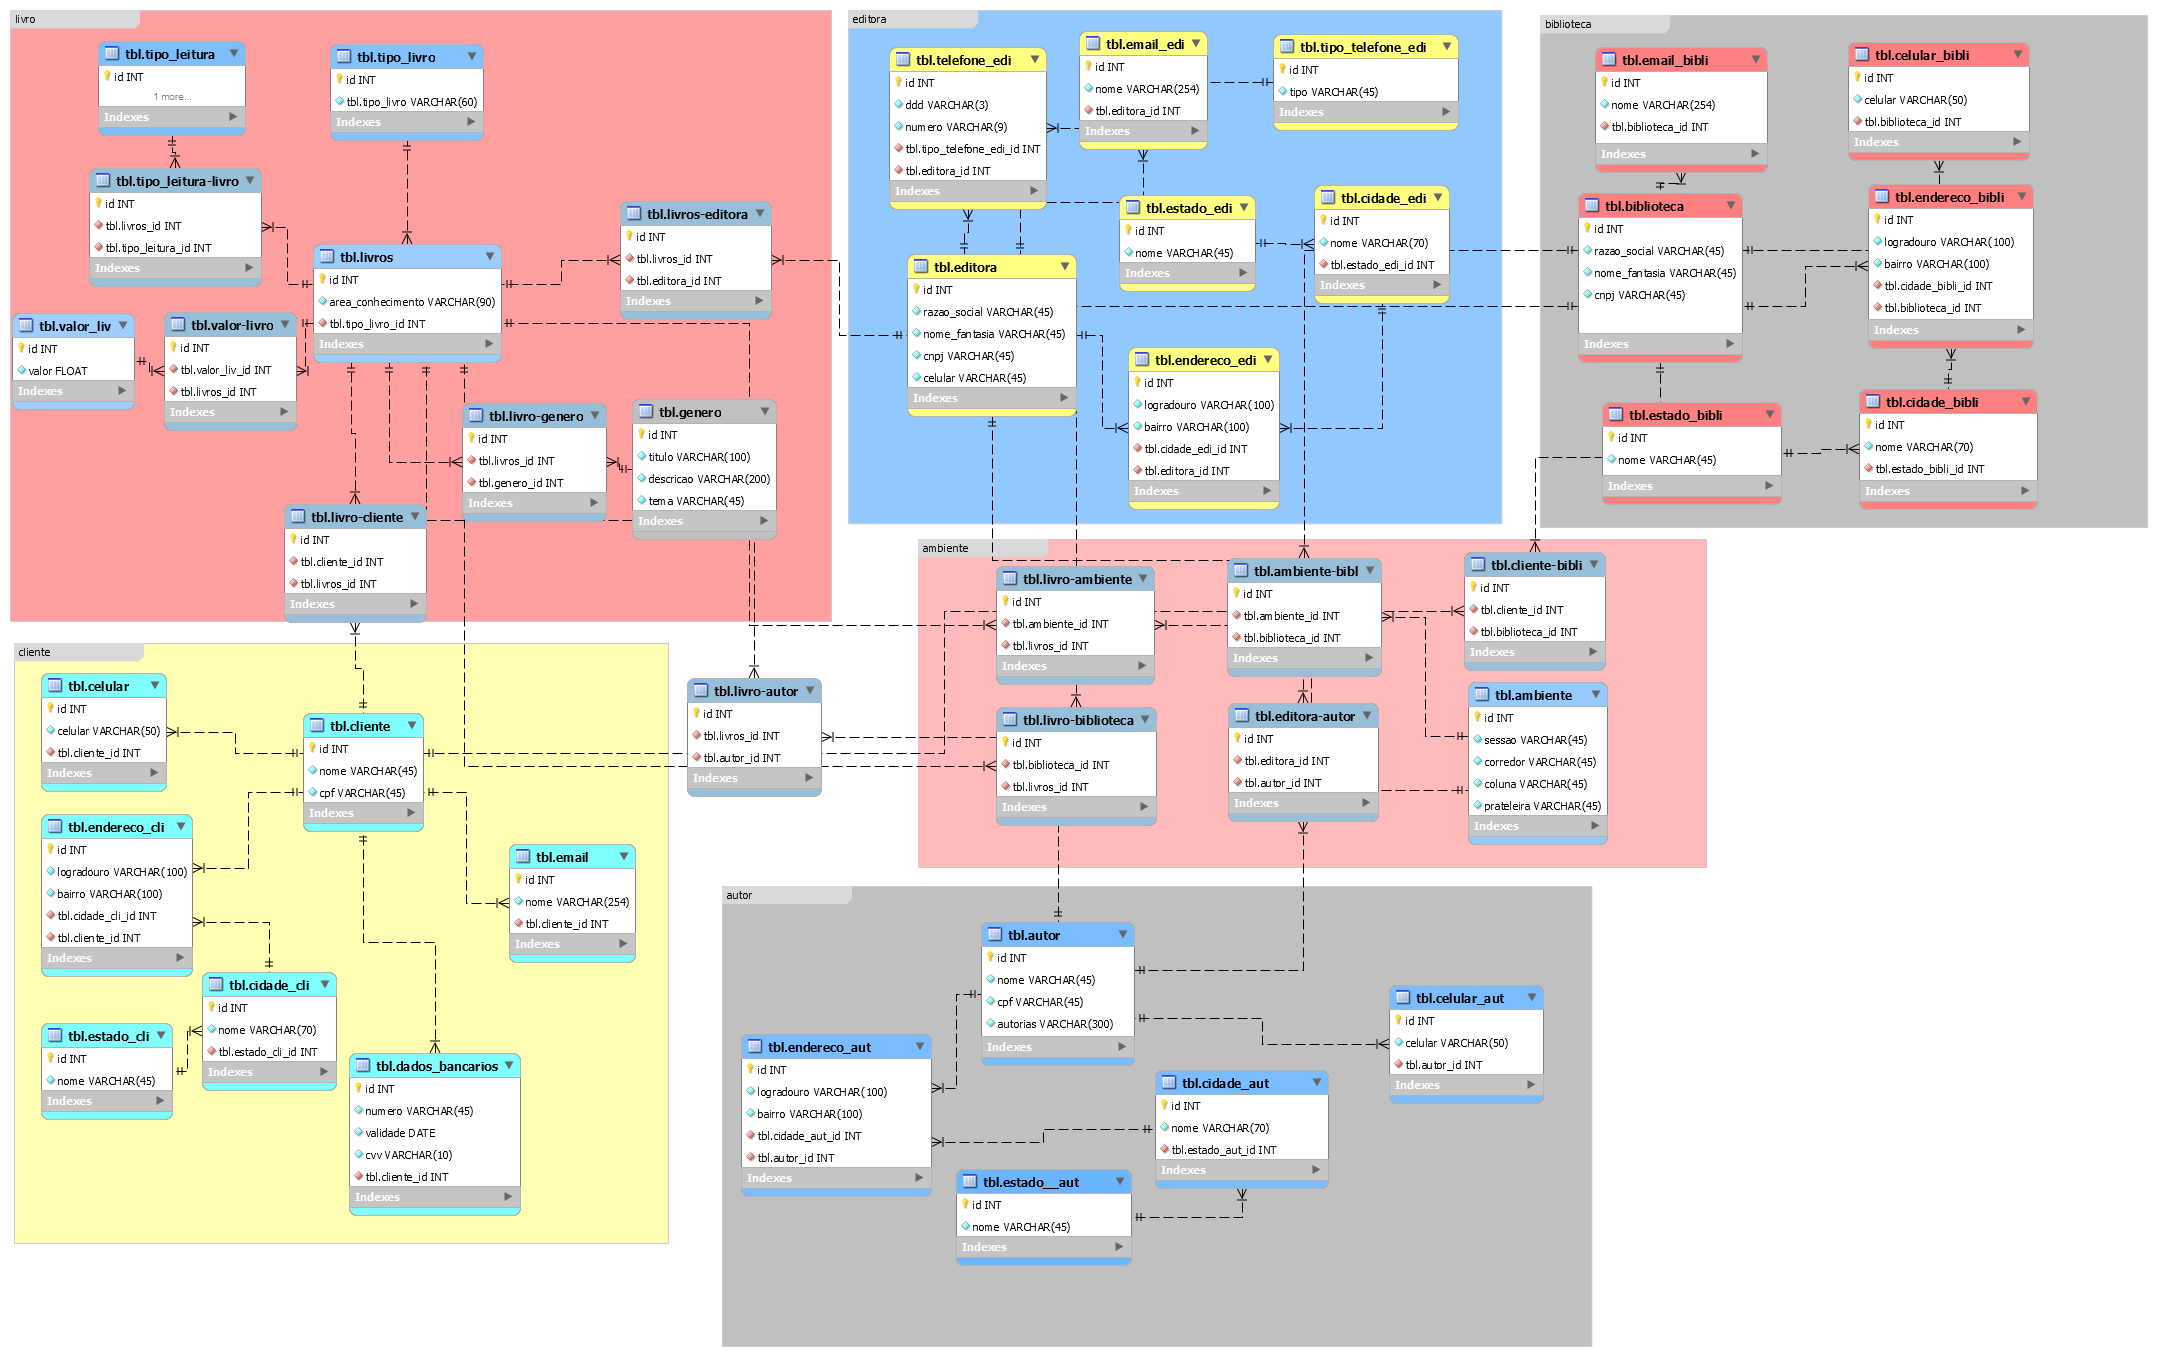 livro
tbl.tipo_leitura
id INT
1 more...
Indexes
tbl.tipo_livro
id INT
tbl.tipo_livro VARCHAR(60)
Indexes
tbl.tipo_leitura-livro
id INT
tbl.livros_id INT
tbl.tipo_leitura_id INT
Indexes
tbl.livros
id INT
area_conhecimento VARCHAR(90)
tbl.tipo_livro_id INT
Indexes
tbl.livros-editora
id INT
tbl.livros_id INT
tbl.editora_id INT
Indexes
tbl.valor_liv
id INT
valor FLOAT
Indexes
tbl.valor-livro
id INT
tbl.valor_liv_id INT
tbl.livros_id INT
Indexes
tbl.livro-genero
id INT
tbl.livros_id INT
tbl.genero_id INT
Indexes
tbl.genero
id INT
titulo VARCHAR(100)
descricao VARCHAR(200)
tema VARCHAR(45)
Indexes
tbl.livro-cliente
id INT
tbl.cliente_id INT
tbl.livros_id INT
Indexes
editora
tbl.telefone_edi
id INT
ddd VARCHAR(3)
numero VARCHAR(9)
tbl.tipo_telefone_edi_id INT
tbl.editora_id INT
Indexes
tbl.email_edi
id INT
nome VARCHAR(254)
tbl.editora_id INT
Indexes
tbl.tipo_telefone_edi
id INT
tipo VARCHAR(45)
Indexes
tbl.estado_edi
id INT
nome VARCHAR(45)
Indexes
tbl.cidade_edi
id INT
nome VARCHAR(70)
tbl.estado_edi_id INT
Indexes
tbl.editora
id INT
razao_social VARCHAR(45)
nome_fantasia VARCHAR(45)
cnpj VARCHAR(45)
celular VARCHAR(45)
Indexes
tbl.endereco_edi
id INT
logradouro VARCHAR(100)
bairro VARCHAR(100)
tbl.cidade_edi_id INT
tbl.editora_id INT
Indexes
biblioteca
tbl.email_bibli
id INT
nome VARCHAR(254)
tbl.biblioteca_id INT
Indexes
tbl.celular_bibli
id INT
celular VARCHAR(50)
tbl.biblioteca_id INT
Indexes
tbl.biblioteca
id INT
razao_social VARCHAR(45)
nome_fantasia VARCHAR(45)
cnpj VARCHAR(45)
Indexes
tbl.endereco_bibli
id INT
logradouro VARCHAR(100)
bairro VARCHAR(100)
tbl.cidade_bibli_id INT
tbl.biblioteca_id INT
Indexes
tbl.estado_bibli
id INT
nome VARCHAR(45)
Indexes
tbl.cidade_bibli
id INT
nome VARCHAR(70)
tbl.estado_bibli_id INT
Indexes
ambiente
tbl.livro-ambiente
id INT
tbl.ambiente_id INT
tbl.livros_id INT
Indexes
tbl.ambiente-bibl
id INT
tbl.ambiente_id INT
tbl.biblioteca_id INT
Indexes
tbl.cliente-bibli
id INT
tbl.cliente_id INT
tbl.biblioteca_id INT
Indexes
tbl.livro-biblioteca
id INT
tbl.biblioteca_id INT
tbl.livros_id INT
Indexes
tbl.editora-autor
id INT
tbl.editora_id INT
tbl.autor_id INT
Indexes
tbl.ambiente
id INT
sessao VARCHAR(45)
corredor VARCHAR(45)
coluna VARCHAR(45)
prateleira VARCHAR(45)
Indexes
tbl.livro-autor
id INT
tbl.livros_id INT
tbl.autor_id INT
Indexes
cliente
tbl.celular
id INT
celular VARCHAR(50)
tbl.cliente_id INT
Indexes
tbl.cliente
id INT
nome VARCHAR(45)
cpf VARCHAR(45)
Indexes
tbl.endereco_cli
id INT
logradouro VARCHAR(100)
bairro VARCHAR(100)
tbl.cidade_cli_id INT
tbl.cliente_id INT
Indexes
tbl.email
id INT
nome VARCHAR(254)
tbl.cliente_id INT
Indexes
tbl.cidade_cli
id INT
nome VARCHAR(70)
tbl.estado_cli_id INT
Indexes
tbl.estado_cli
id INT
nome VARCHAR(45)
Indexes
tbl.dados_bancarios
id INT
numero VARCHAR(45)
validade DATE
cvv VARCHAR(10)
tbl.cliente_id INT
Indexes
autor
tbl.autor
id INT
nome VARCHAR(45)
cpf VARCHAR(45)
autorias VARCHAR(300)
Indexes
tbl.celular_aut
id INT
celular VARCHAR(50)
tbl.autor_id INT
Indexes
tbl.endereco_aut
id INT
logradouro VARCHAR(100)
bairro VARCHAR(100)
tbl.cidade_aut_id INT
tbl.autor_id INT
Indexes
tbl.cidade_aut
id INT
nome VARCHAR(70)
tbl.estado_aut_id INT
Indexes
tbl.estado__aut
id INT
nome VARCHAR(45)
Indexes